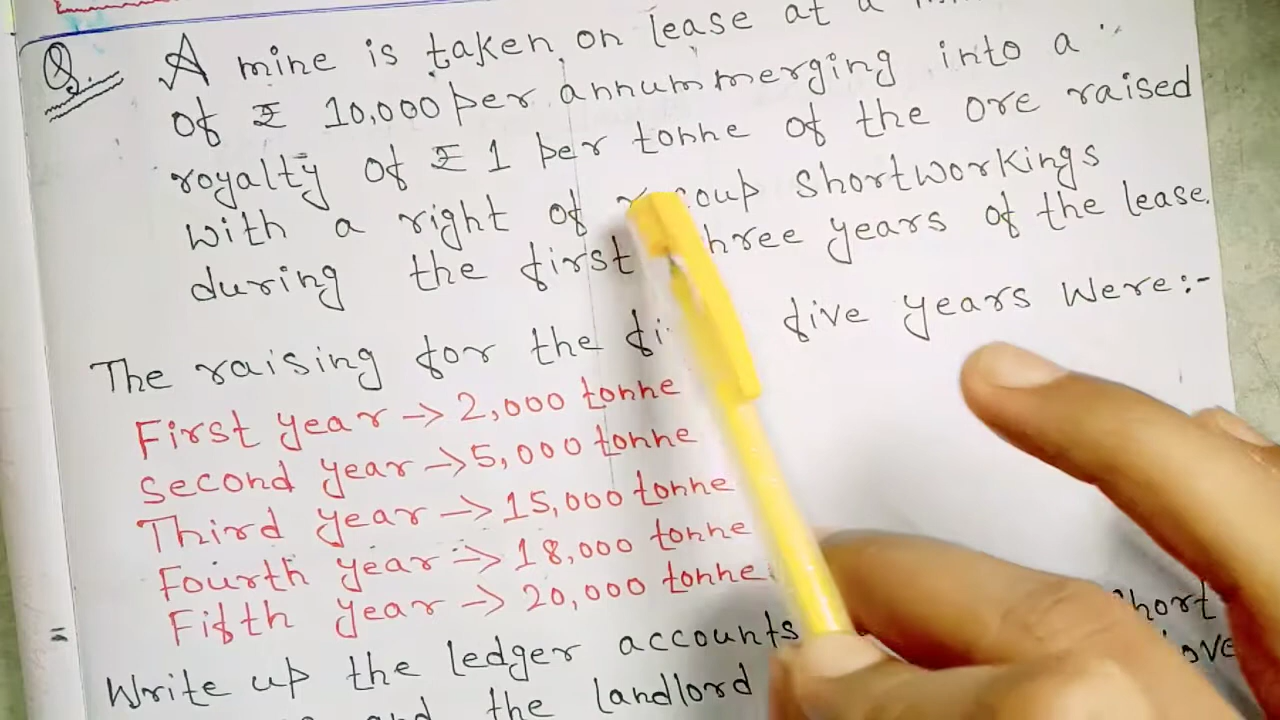 Q. A mine is taken on lease at a
of ₹ 10,000 per annum merging into a
royalty of ₹ 1 per tonne of the ore raised
with a right of coup shortworkings
during the first three years of the lease.
The raising for the five years were:-
First year → 2,000 tonne
Second year → 5,000 tonne
Third year → 15,000 tonne
Fourth year → 18,000 tonne
Fifth year → 20,000 tonne
Write up the ledger accounts short
and the landlord